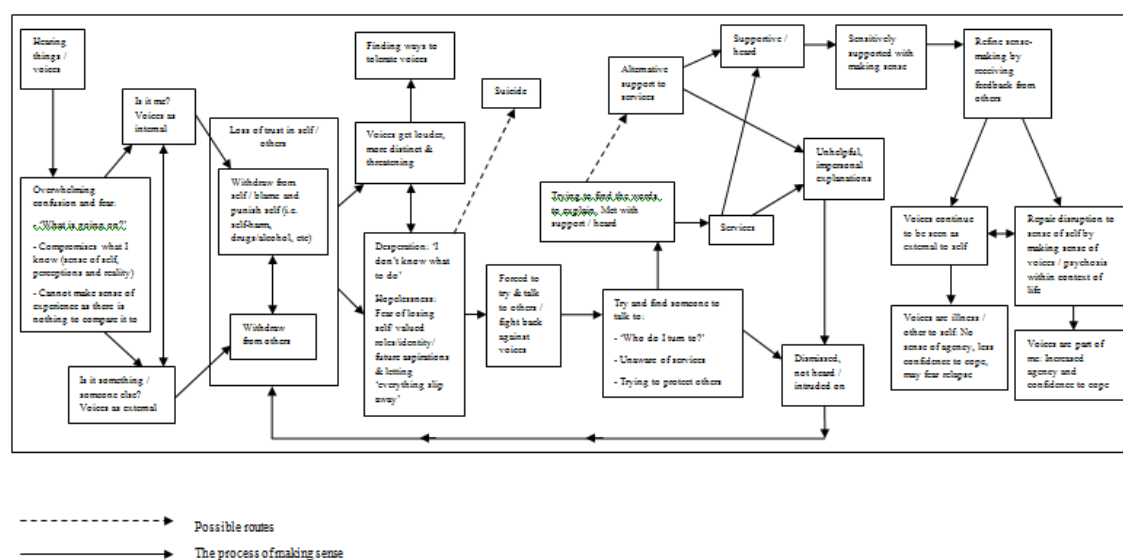 Hearing
things /
voices
Is it me?
Voices as
internal
Overwhelming
confusion and fear:
- 'What is going on?'
- Compromises what I
know (sense of self,
perceptions and reality)
- Cannot make sense of
experience as there is
nothing to compare it to
Is it something /
someone else?
Voices as external
Loss of trust in self /
others
Withdraw from
self / blame and
punish self (i.e.
self-harm,
drugs/alcohol, etc)
Withdraw
from others
Finding ways to
tolerate voices
Voices get louder,
more distinct &
threatening
Desperation: 'I
don't know what
to do'
Hopelessness:
Fear of losing
self/ valued
roles/identity/
future aspirations
& letting
'everything slip
away'
Suicide
Forced to
try & talk
to others /
fight back
against
voices
Alternative
support to
services
Trying to find the words
to explain. Met with
support / heard
Try and find someone to
talk to:
- 'Who do I turn to?'
- Unaware of services
- Trying to protect others
Services
Supportive /
heard
Unhelpful,
impersonal
explanations
Dismissed,
not heard /
intruded on
Sensitively
supported with
making sense
Refine sense-
making by
receiving
feedback from
others
Voices continue
to be seen as
external to self
Repair disruption to
sense of self by
making sense of
voices / psychosis
within context of
life
Voices are illness /
other to self. No
sense of agency, less
confidence to cope,
may fear relapse
Voices are part of
me. Increased
agency and
confidence to cope
Possible routes
The process of making sense